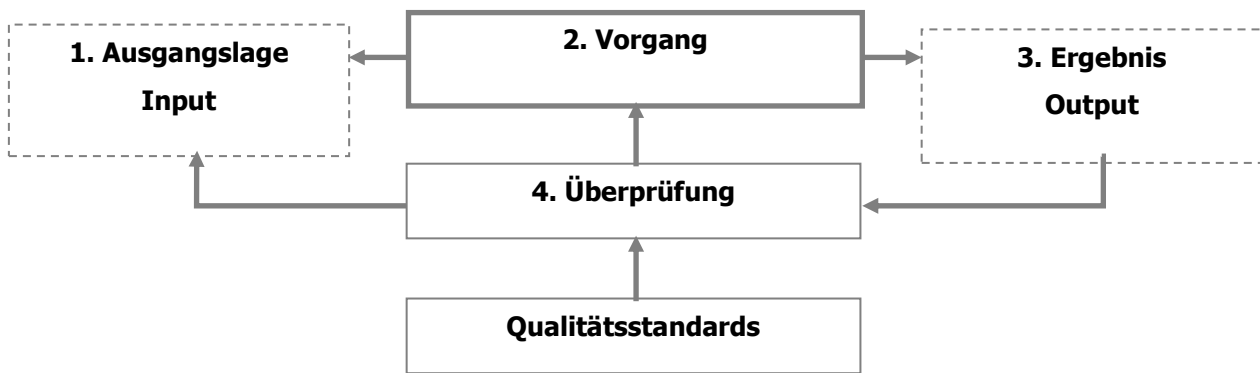 1. Ausgangslage
Input
2. Vorgang
3. Ergebnis
Output
4. Überprüfung
Qualitätsstandards